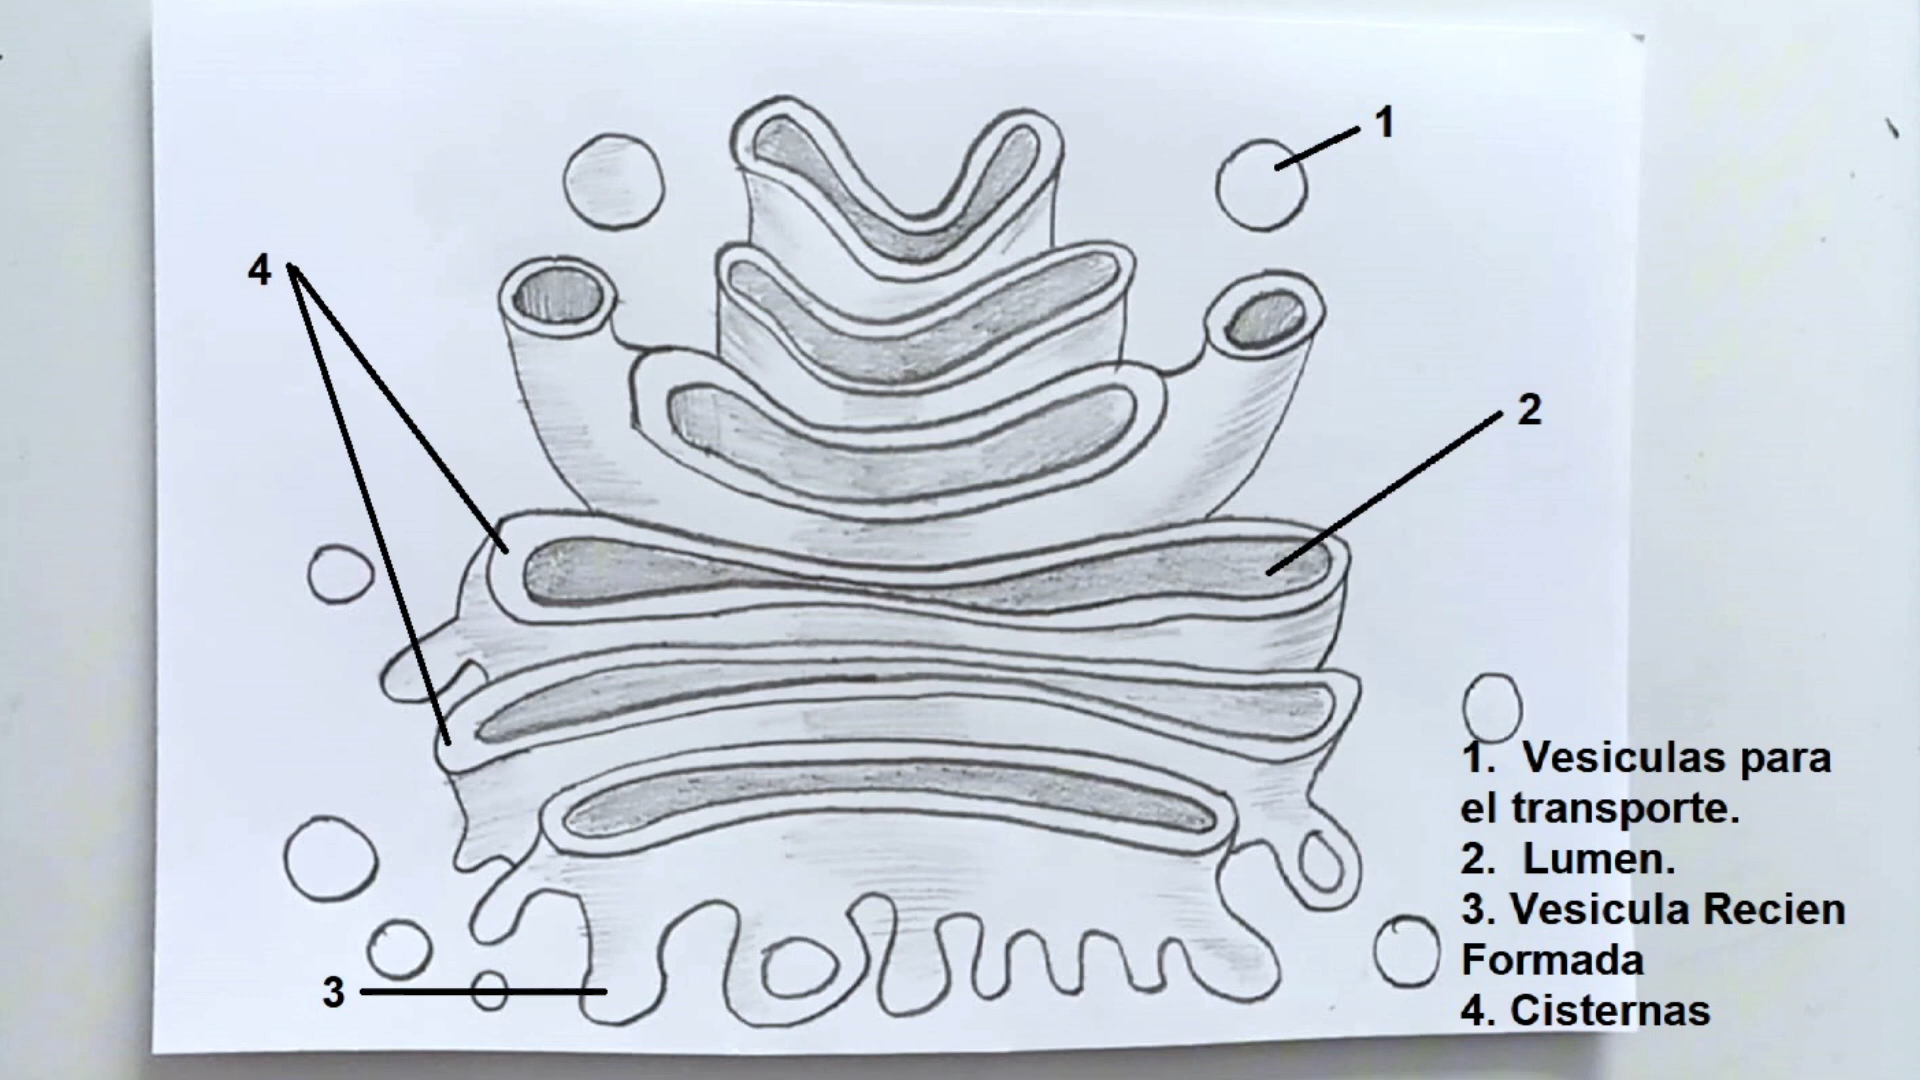 1
4
2
3
1. Vesiculas para
el transporte.
2. Lumen.
3. Vesicula Recien
Formada
4. Cisternas